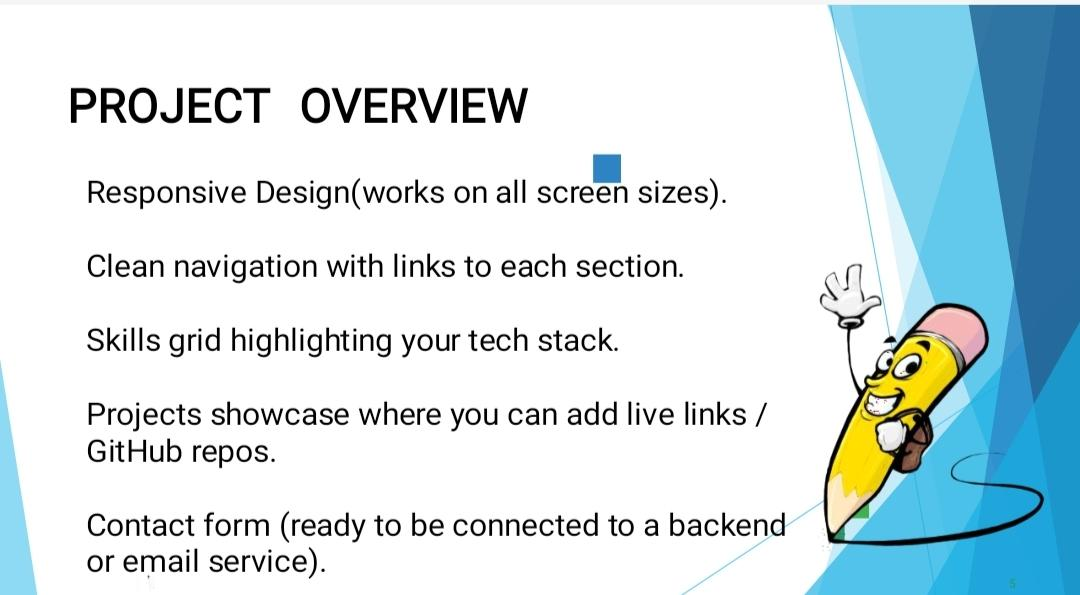 PROJECT OVERVIEW
Responsive Design(works on all screen sizes).
Clean navigation with links to each section.
Skills grid highlighting your tech stack.
Projects showcase where you can add live links /
GitHub repos.
Contact form (ready to be connected to a backend
or email service).
5